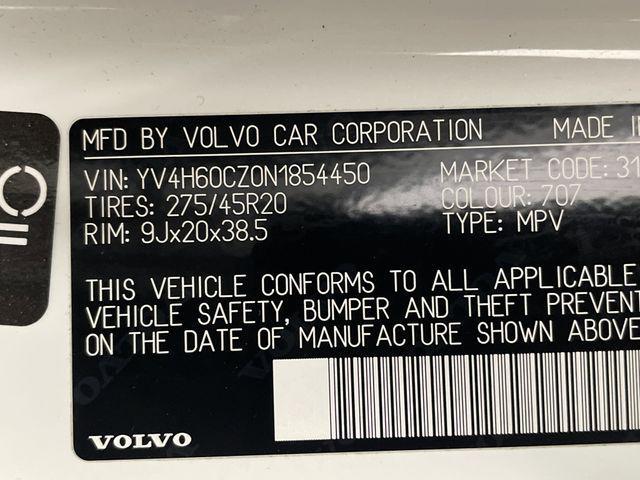 MFD BY VOLVO CAR CORPORATION MADE I
VIN: YV4H60CZ0N1854450 MARKET CODE: 31
TIRES: 275/45R20 COLOUR: 707
RIM: 9Jx20x38.5 TYPE: MPV
THIS VEHICLE CONFORMS TO ALL APPLICABLE
VEHICLE SAFETY, BUMPER AND THEFT PREVENT
ON THE DATE OF MANUFACTURE SHOWN ABOVE
VOLVO